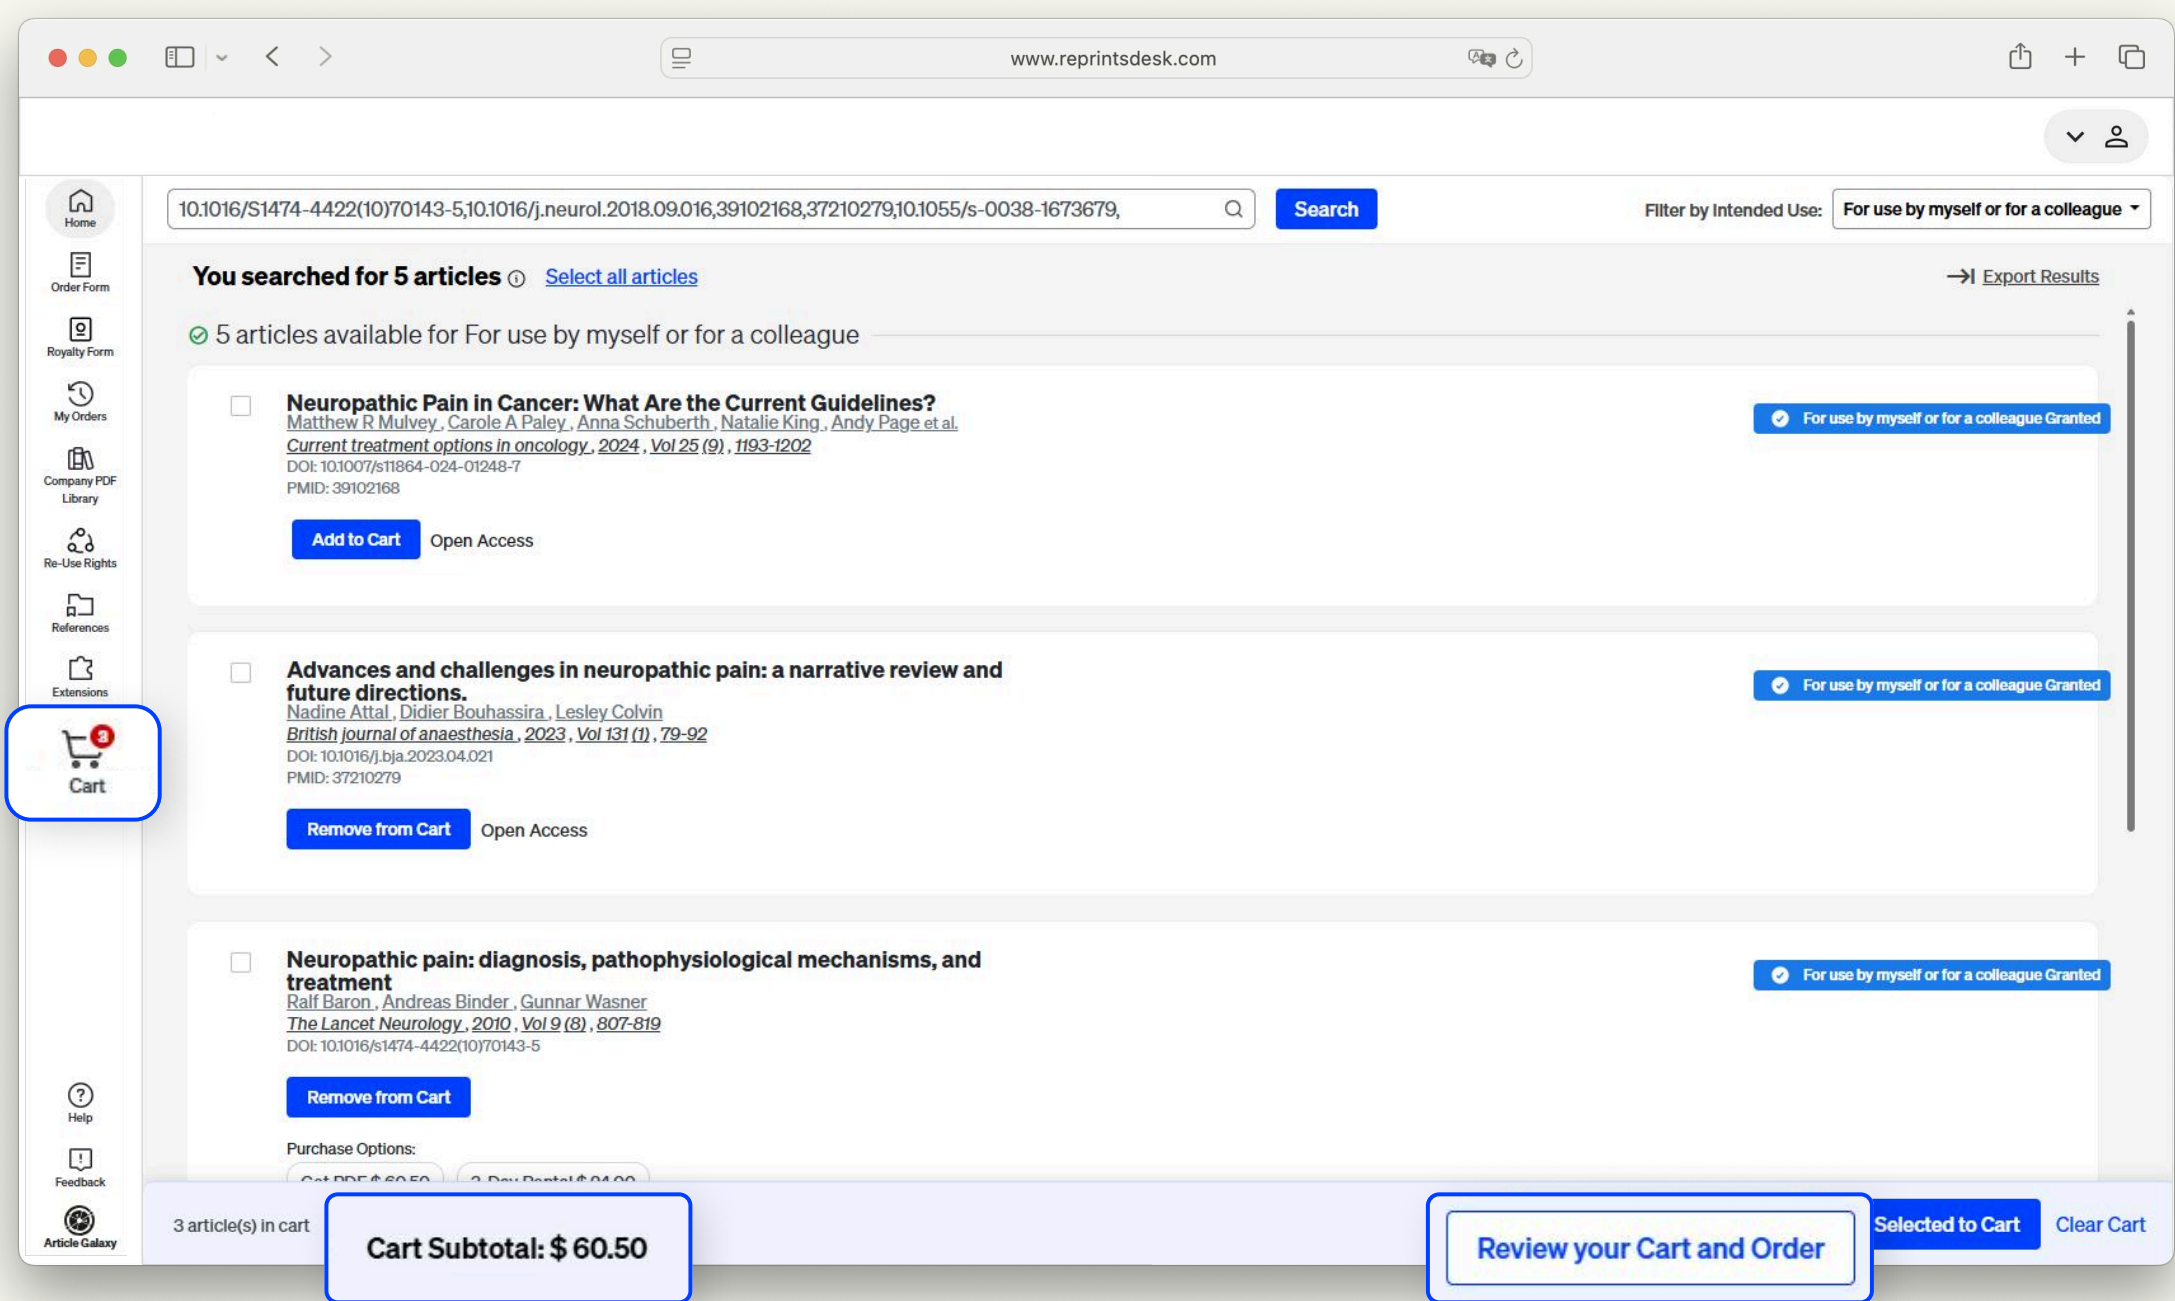 www.reprintsdesk.com
Home
Order Form
Royalty Form
My Orders
Company PDF
Library
Re-Use Rights
References
Extensions
3
Cart
Help
Feedback
Article Galaxy
10.1016/S1474-4422(10)70143-5,10.1016/j.neurol.2018.09.016,39102168,37210279,10.1055/s-0038-1673679,
Search
Filter by Intended Use:
For use by myself or for a colleague
You searched for 5 articles
Select all articles
Export Results
5 articles available for For use by myself or for a colleague
Neuropathic Pain in Cancer: What Are the Current Guidelines?
Matthew R Mulvey , Carole A Paley , Anna Schuberth , Natalie King , Andy Page et al.
Current treatment options in oncology , 2024 , Vol 25 (9) , 1193-1202
DOI: 10.1007/s11864-024-01248-7
PMID: 39102168
For use by myself or for a colleague Granted
Add to Cart
Open Access
Advances and challenges in neuropathic pain: a narrative review and
future directions.
Nadine Attal , Didier Bouhassira , Lesley Colvin
British journal of anaesthesia , 2023 , Vol 131 (1) , 79-92
DOI: 10.1016/j.bja.2023.04.021
PMID: 37210279
For use by myself or for a colleague Granted
Remove from Cart
Open Access
Neuropathic pain: diagnosis, pathophysiological mechanisms, and
treatment
Ralf Baron , Andreas Binder , Gunnar Wasner
The Lancet Neurology , 2010 , Vol 9 (8) , 807-819
DOI: 10.1016/s1474-4422(10)70143-5
For use by myself or for a colleague Granted
Remove from Cart
Purchase Options:
Get PDF $ 60.50
3 article(s) in cart
Cart Subtotal: $ 60.50
Review your Cart and Order
Selected to Cart
Clear Cart